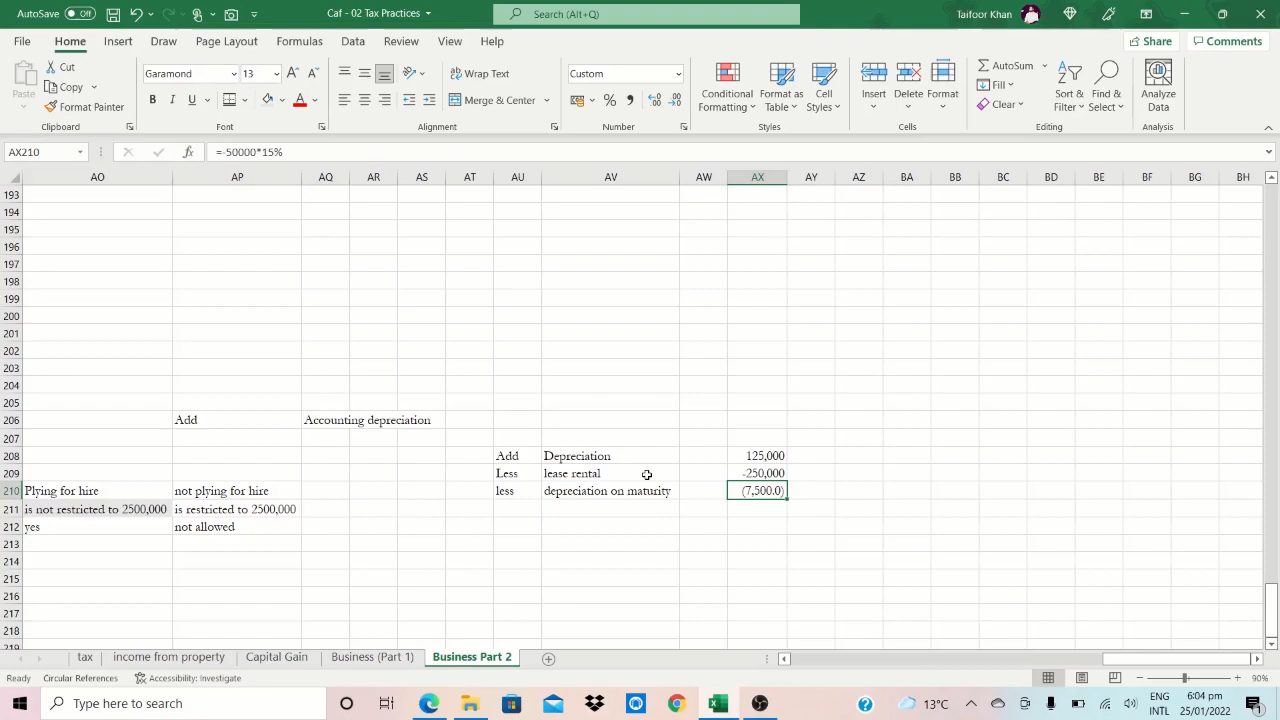 AutoSave Off Caf - 02 Tax Practices Search (Alt+Q) Tarfoor Khan
File Home Insert Draw Page Layout Formulas Data Review View Help Share Comments
Cut Garamond 13 Wrap Text Custom AutoSum
Paste Copy Merge & Center Conditional Formatting Format as Table Cell Styles Insert Delete Format Fill Sort & Filter Find & Select Analyze Data
Format Painter B I U Clear
Clipboard Font Alignment Number Styles Cells Editing Analysis
AX210 fx =-50000*15%
AO AP AQ AR AS AT AU AV AW AX AY AZ BA BB BC BD BE BF BG BH
193
194
195
196
197
198
199
200
201
202
203
204
205
206 Add Accounting depreciation
207
208 Add Depreciation 125,000
209 Less lease rental -250,000
210 Plying for hire not plying for hire less depreciation on maturity (7,500.0)
211 is not restricted to 2500,000 is restricted to 2500,000
212 yes not allowed
213
214
215
216
217
218
219
tax income from property Capital Gain Business (Part 1) Business Part 2
Ready Circular References Accessibility: Investigate 90%
Type here to search 13°C ENG 6:04 pm
INTL 25/01/2022